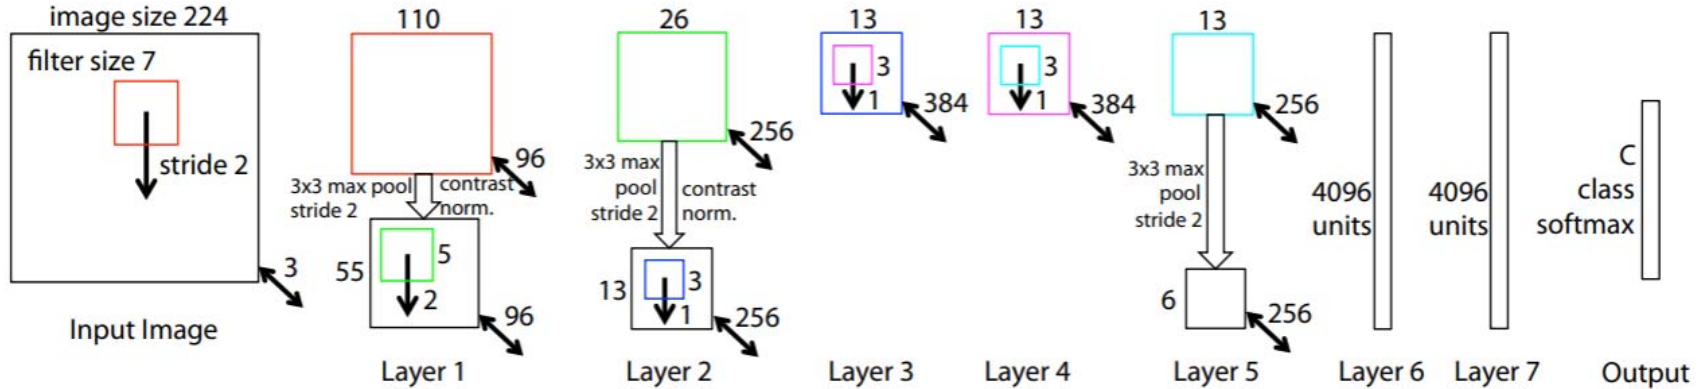 image size 224
filter size 7
stride 2
3
Input Image
110
96
3x3 max pool
stride 2
contrast
norm.
55
5
2
96
Layer 1
26
256
3x3 max
pool
stride 2
contrast
norm.
13
3
1
256
Layer 2
13
3
1
384
Layer 3
13
3
1
384
Layer 4
13
256
3x3 max
pool
stride 2
6
256
Layer 5
4096
units
Layer 6
4096
units
Layer 7
C
class
softmax
Output